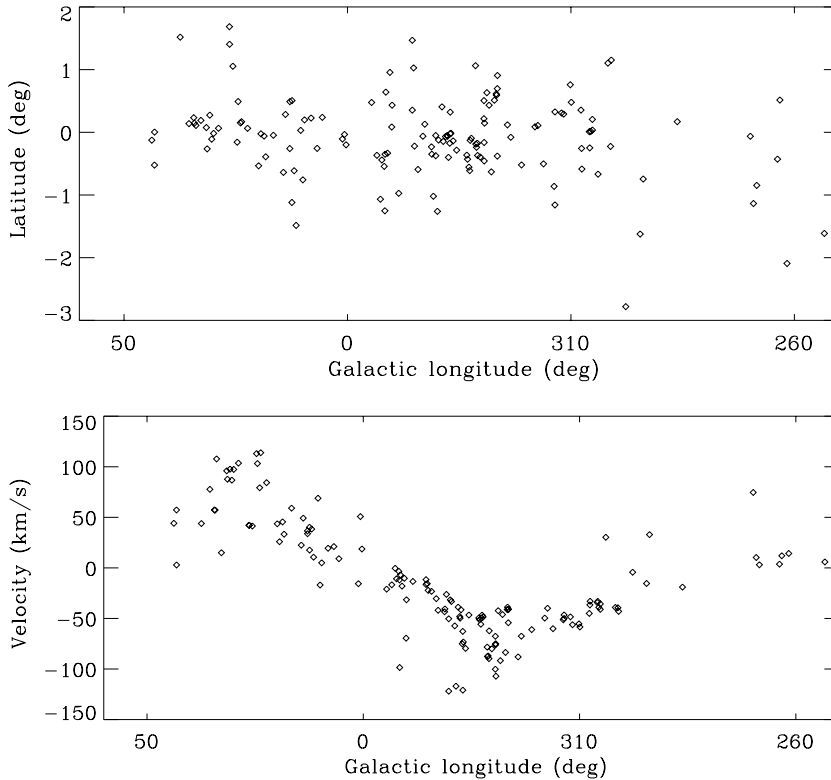 2
1
0
-1
-2
-3
Latitude (deg)
50 0 310 260
Galactic longitude (deg)
150
100
50
0
-50
-100
-150
Velocity (km/s)
50 0 310 260
Galactic longitude (deg)